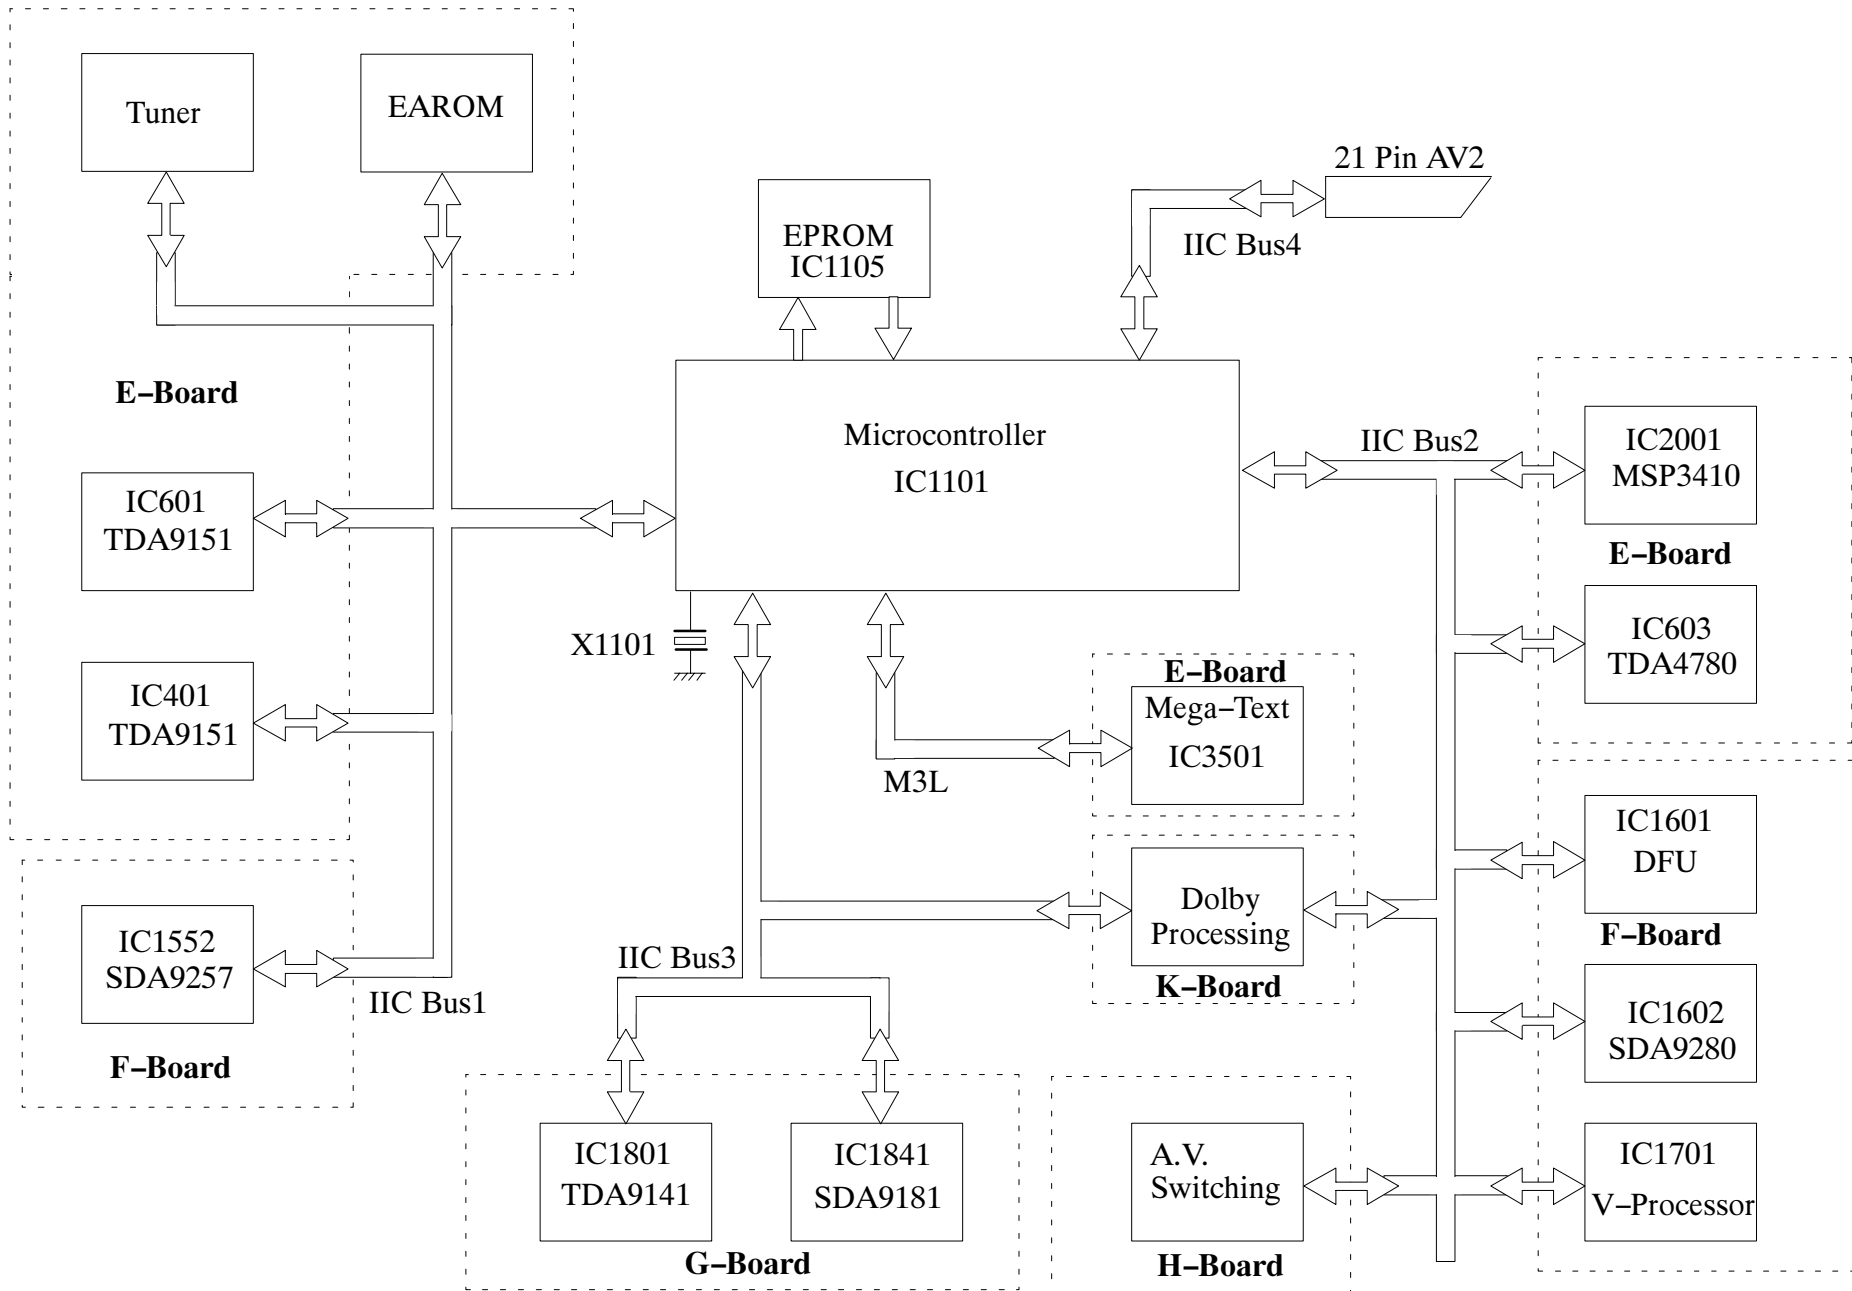 Tuner
EAROM
21 Pin AV2
EPROM
IC1105
IIC Bus4
E–Board
Microcontroller
IC1101
IIC Bus2
IC2001
MSP3410
E–Board
IC601
TDA9151
X1101
IC603
TDA4780
IC401
TDA9151
E–Board
Mega–Text
IC3501
M3L
IC1601
DFU
F–Board
Dolby
Processing
K–Board
IC1552
SDA9257
IIC Bus1
F–Board
IIC Bus3
IC1602
SDA9280
IC1801
TDA9141
IC1841
SDA9181
G–Board
A.V.
Switching
H–Board
IC1701
V–Processor